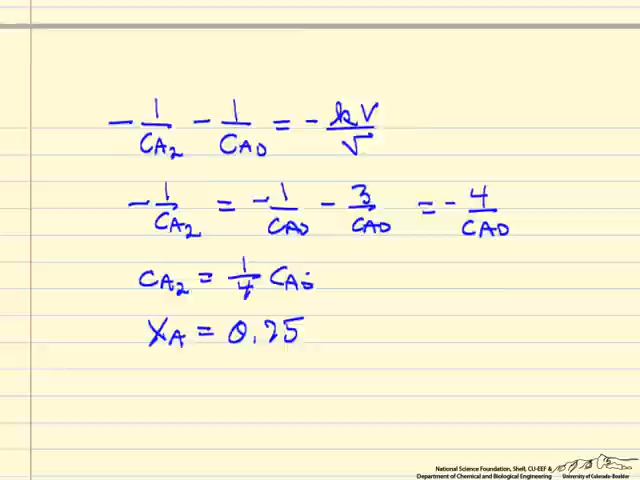 -1/CA2 - 1/CA0 = - kV/v
-1/CA2 = -1/CA0 - 3/CA0 = - 4/CA0
CA2 = 1/4 CA0
XA = 0.75
National Science Foundation, Shell, CU-EEF &
Department of Chemical and Biological Engineering
University of Colorado-Boulder